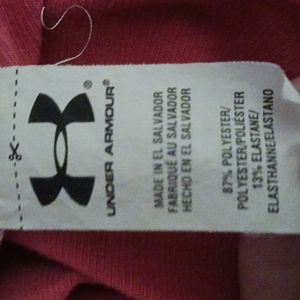 UNDER ARMOUR®
MADE IN EL SALVADOR
FABRIQUÉ AU SALVADOR
HECHO EN EL SALVADOR
87% POLYESTER/
POLYESTER/POLIÉSTER
13% ELASTANE/
ELASTHANNE/ELASTANO